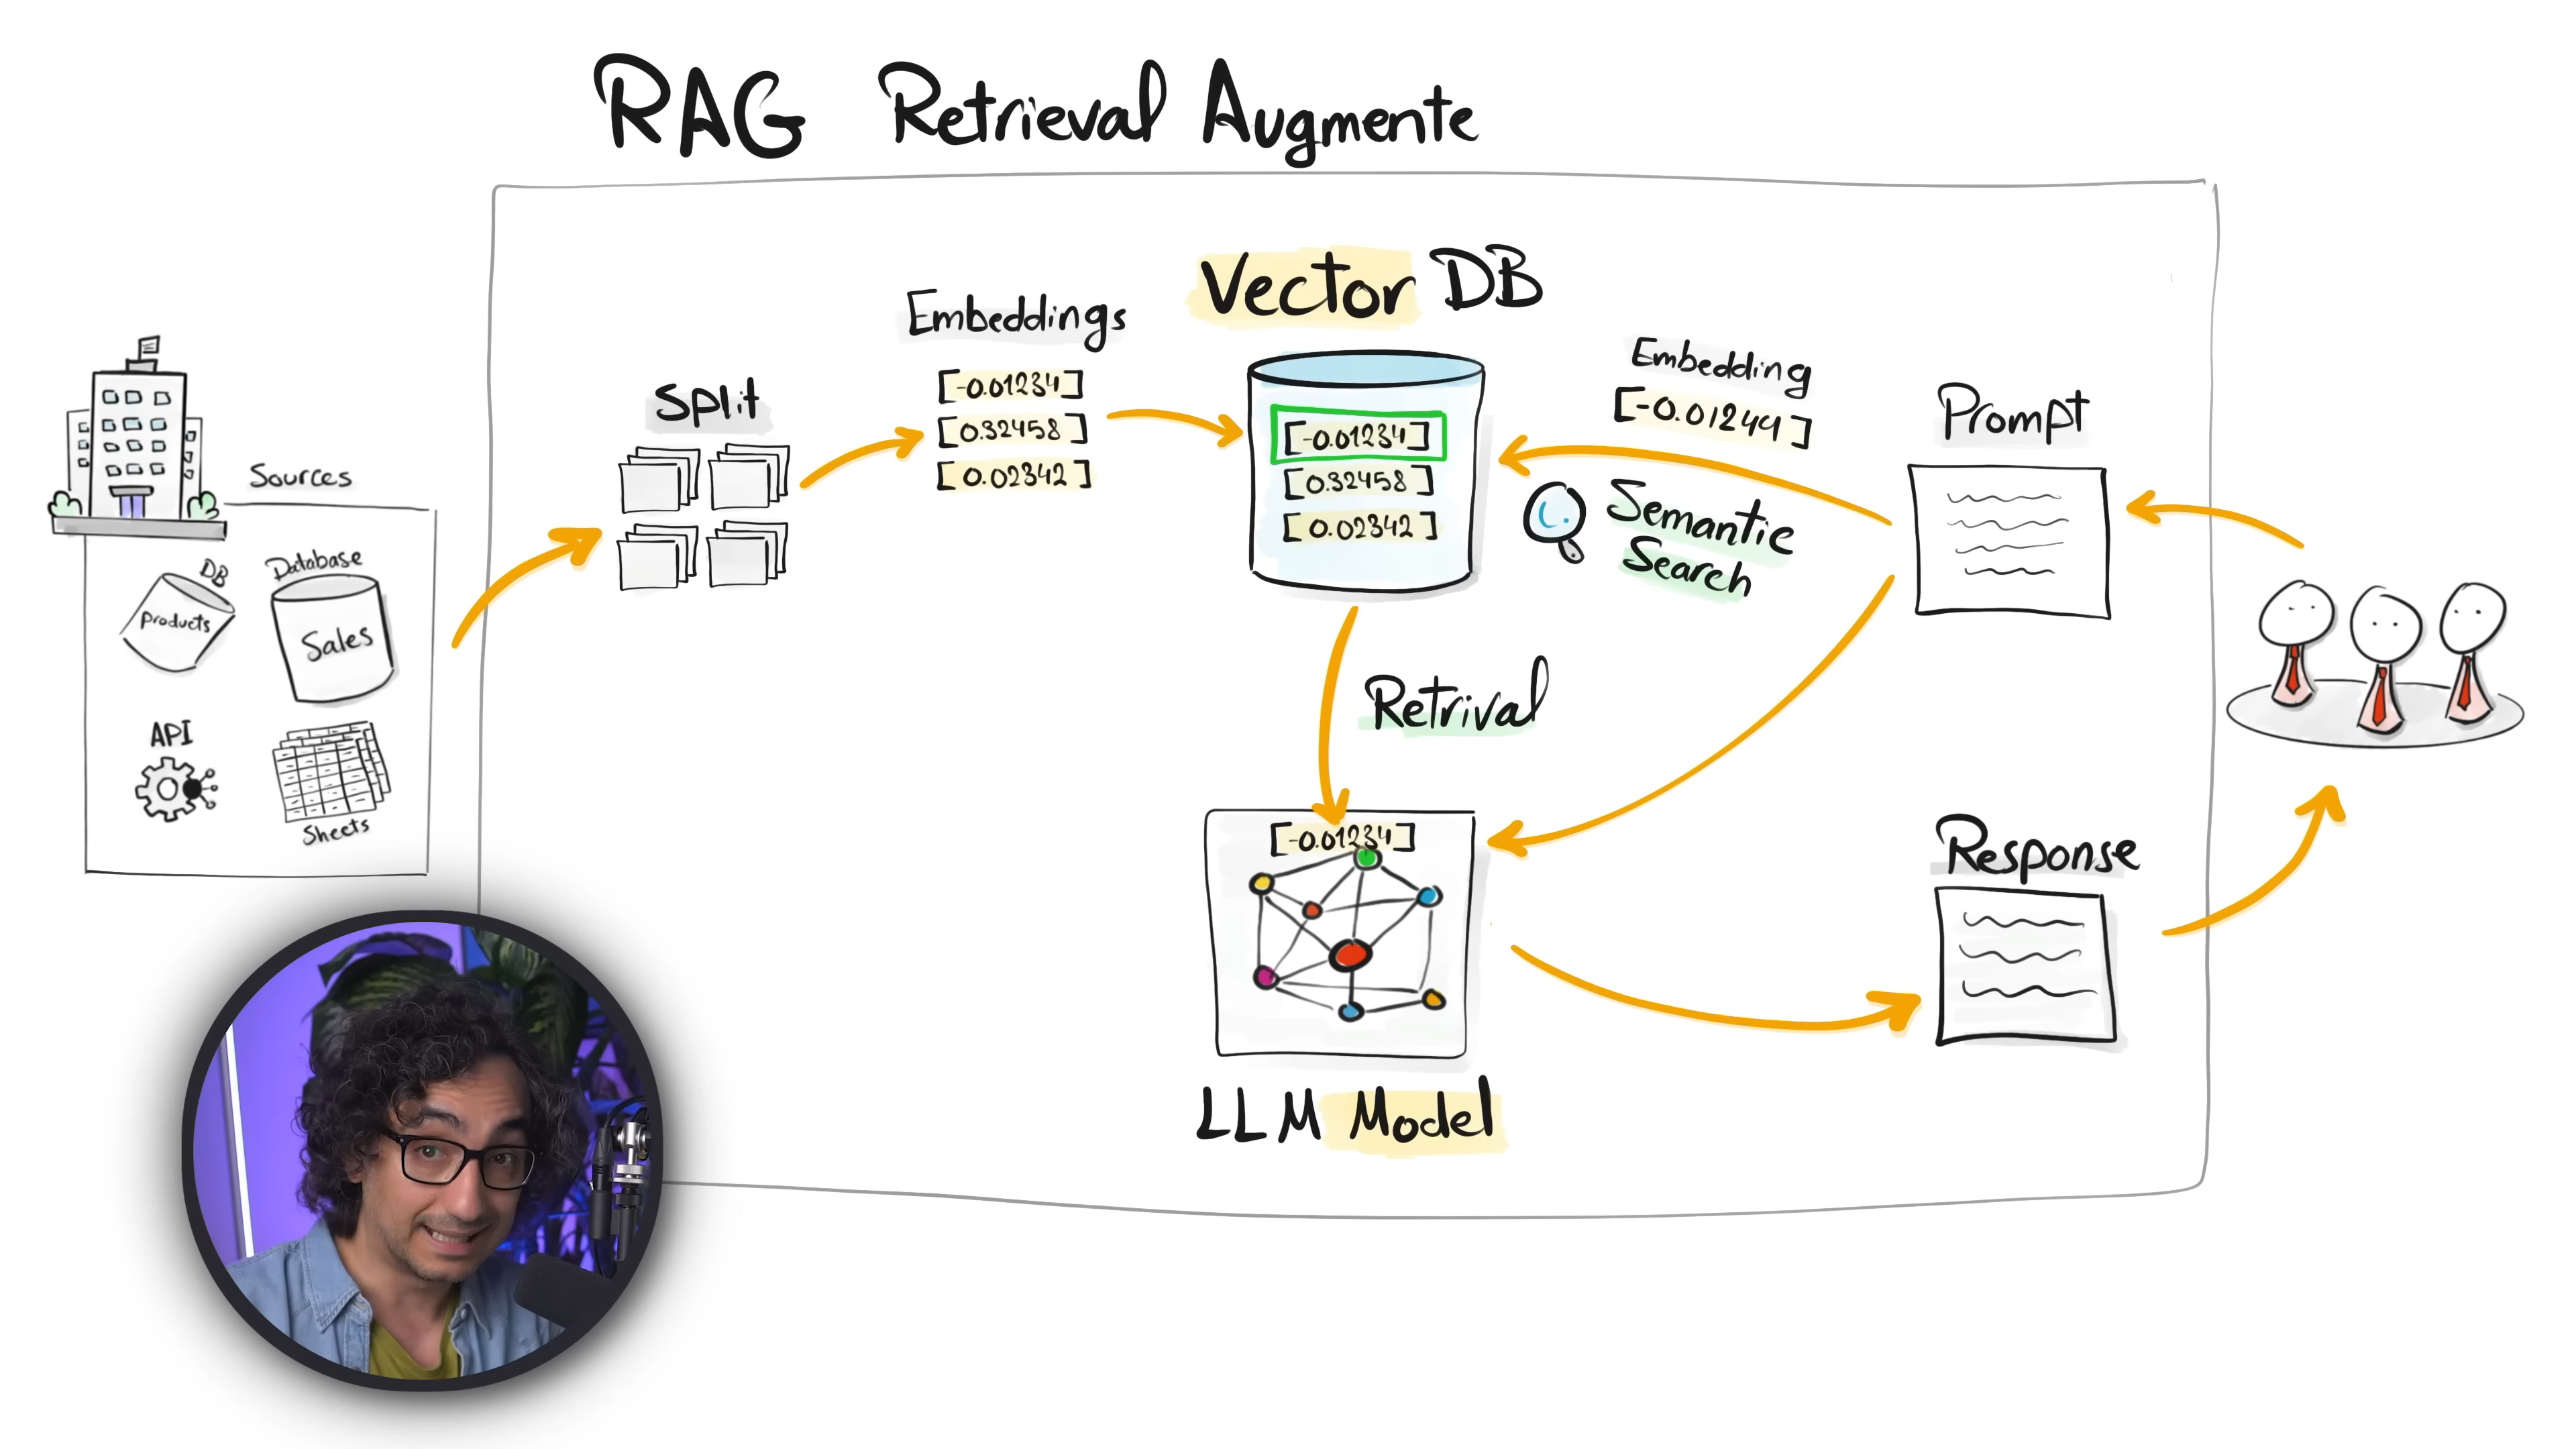 RAG Retrieval Augmente
Vector DB
Embeddings
[-0.01234]
[0.32458]
[0.02342]
Split
Sources
DB
Products
Database
Sales
API
Sheets
[-0.01234]
[0.32458]
[0.02342]
Embedding
[-0.01244]
Semantic
Search
Prompt
Retrival
[-0.01234]
LLM Model
Response